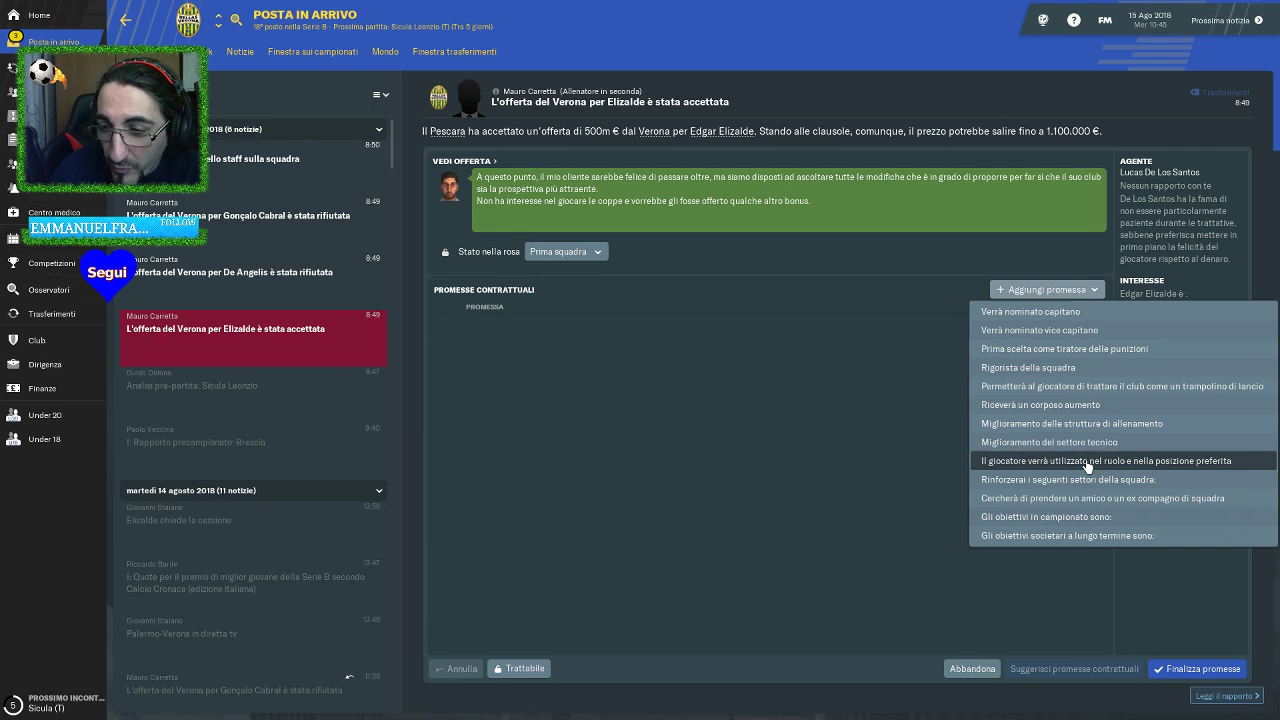 Home
POSTA IN ARRIVO
18° posto nella Serie B - Prossima partita: Sicula Leonzio (T) (Tra 5 giorni)
?
FM
15 Ago 2018
Mer 10:45
Prossima notizia
3
Posta in arrivo
Notizie
Finestra sui campionati
Mondo
Finestra trasferimenti
Centro medico
EMMANUELFRA...
FOLLOW
Competizioni
Segui
Osservatori
Trasferimenti
Club
Dirigenza
Finanze
Under 20
Under 18
5
PROSSIMO INCONT...
Sicula (T)
2018 (6 notizie)
8:50
ello staff sulla squadra
Mauro Carretta
8:49
L'offerta del Verona per Gonçalo Cabral è stata rifiutata
Carretta
8:49
offerta del Verona per De Angelis è stata rifiutata
Mauro Carretta
8:49
L'offerta del Verona per Elizalde è stata accettata
Guido Didona
8:47
Analisi pre-partita: Sicula Leonzio
Paolo Vecchia
8:40
I: Rapporto precampionato: Brescia
martedì 14 agosto 2018 (11 notizie)
Giovanni Staiano
13:59
Elizalde chiede la cessione
Riccardo Barile
13:47
I: Quote per il premio di miglior giovane della Serie B secondo
Calcio Cronaca (edizione italiana)
Giovanni Staiano
13:46
Palermo-Verona in diretta tv
Mauro Carretta
11:56
L'offerta del Verona per Gonçalo Cabral è stata rifiutata
Mauro Carretta (Allenatore in seconda)
L'offerta del Verona per Elizalde è stata accettata
Trasferimenti
8:49
Il Pescara ha accettato un'offerta di 500m € dal Verona per Edgar Elizalde. Stando alle clausole, comunque, il prezzo potrebbe salire fino a 1.100.000 €.
VEDI OFFERTA
A questo punto, il mio cliente sarebbe felice di passare oltre, ma siamo disposti ad ascoltare tutte le modifiche che è in grado di proporre per far sì che il suo club
sia la prospettiva più attraente.
Non ha interesse nel giocare le coppe e vorrebbe gli fosse offerto qualche altro bonus.
Stato nella rosa
Prima squadra
PROMESSE CONTRATTUALI
Aggiungi promessa
PROMESSA
AGENTE
Lucas De Los Santos
Nessun rapporto con te
De Los Santos ha la fama di
non essere particolarmente
paziente durante le trattative,
sebbene preferisca mettere in
primo piano la felicità del
giocatore rispetto al denaro.
INTERESSE
Edgar Elizalde è :
Verrà nominato capitano
Verrà nominato vice capitano
Prima scelta come tiratore delle punizioni
Rigorista della squadra
Permetterà al giocatore di trattare il club come un trampolino di lancio
Riceverà un corposo aumento
Miglioramento delle strutture di allenamento
Miglioramento del settore tecnico
Il giocatore verrà utilizzato nel ruolo e nella posizione preferita
Rinforzerai i seguenti settori della squadra:
Cercherà di prendere un amico o un ex compagno di squadra
Gli obiettivi in campionato sono:
Gli obiettivi societari a lungo termine sono:
Annulla
Trattabile
Abbandona
Suggerisci promesse contrattuali
Finalizza promesse
Leggi il rapporto